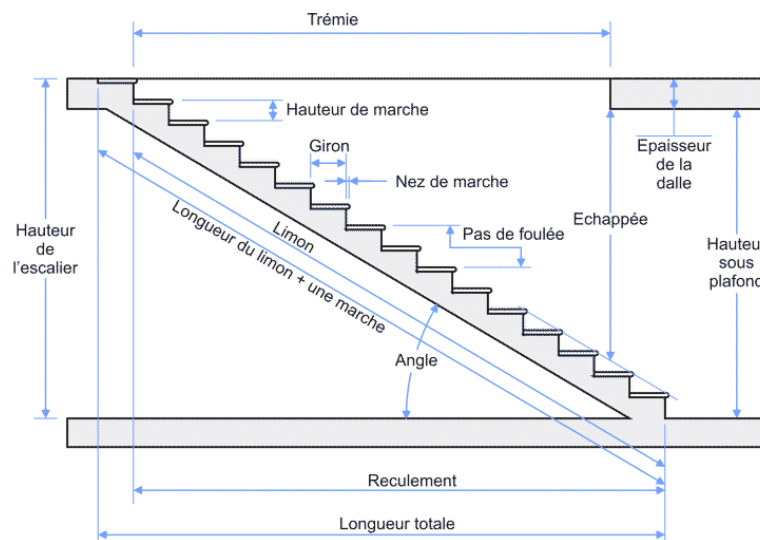 Trémie
Hauteur de marche
Giron
Nez de marche
Epaisseur
de la
dalle
Hauteur
de
l'escalier
Limon
Longueur du limon + une marche
Pas de foulée
Echappée
Hauteur
sous
plafond
Angle
Reculement
Longueur totale